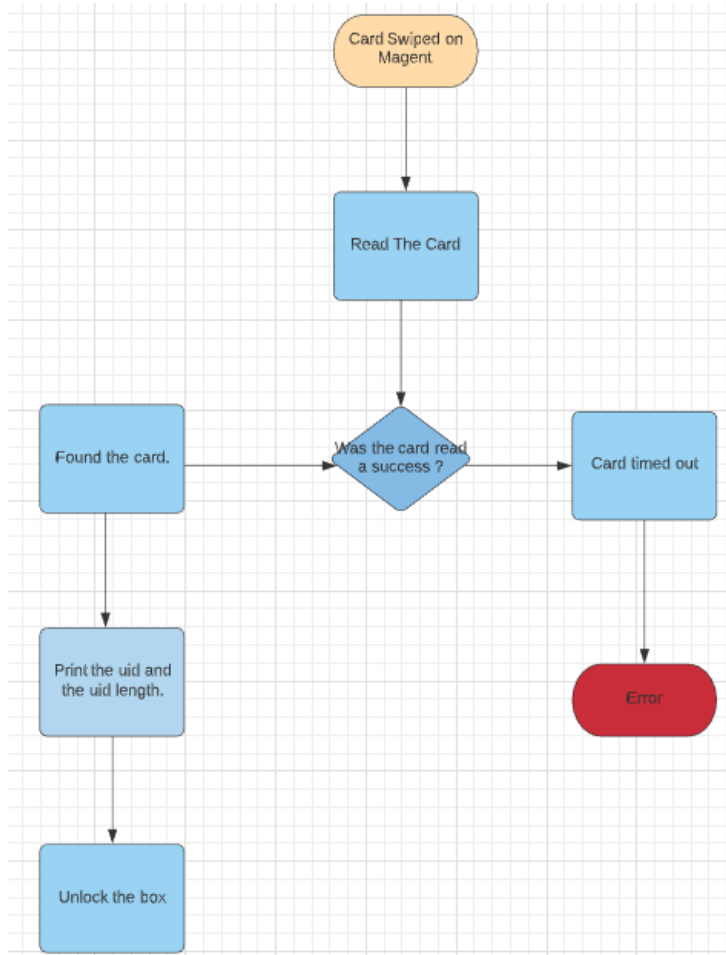 Card Swiped on
Magent
Read The Card
Found the card.
Was the card read
a success ?
Card timed out
Print the uid and
the uid length.
Error
Unlock the box